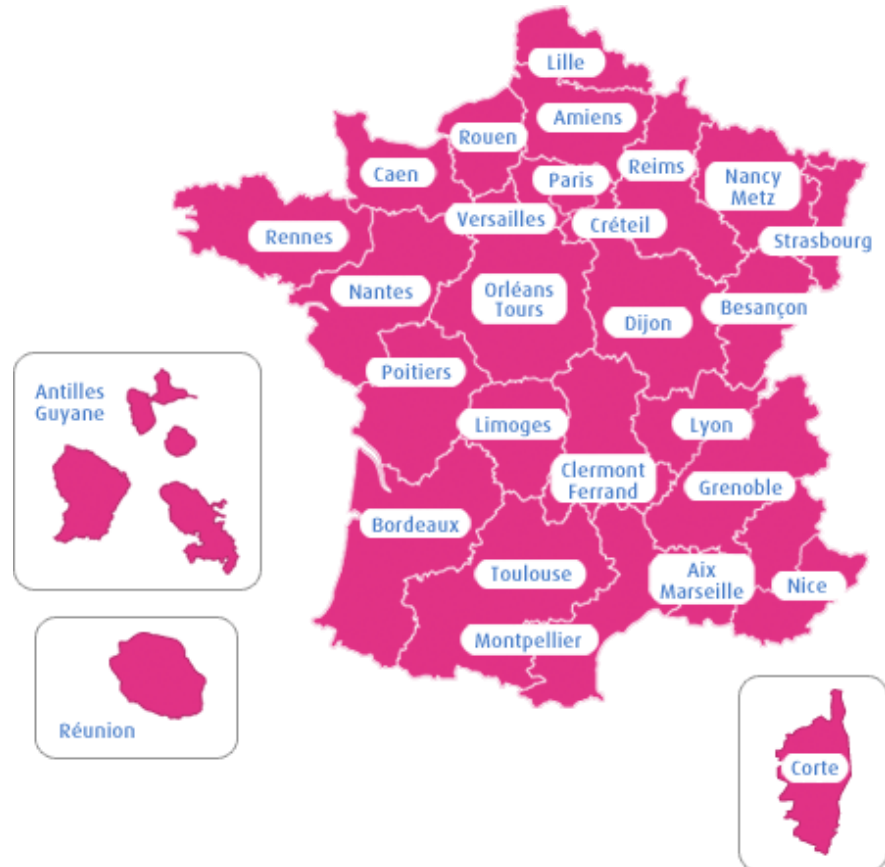 Lille
Amiens
Rouen
Reims
Caen
Paris
Nancy
Metz
Versailles
Créteil
Rennes
Strasbourg
Nantes
Orléans
Tours
Besançon
Dijon
Poitiers
Antilles
Guyane
Limoges
Lyon
Clermont
Ferrand
Grenoble
Bordeaux
Toulouse
Aix
Marseille
Nice
Montpellier
Réunion
Corte